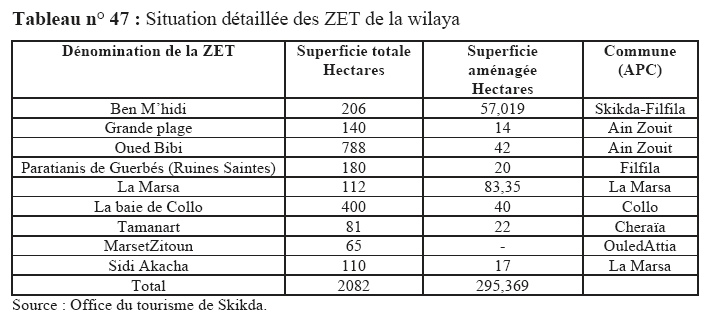 Tableau n° 47 : Situation détaillée des ZET de la wilaya
Dénomination de la ZET Superficie totale Superficie Commune
Hectares aménagée (APC)
Hectares
Ben M'hidi 206 57,019 Skikda-Filfila
Grande plage 140 14 Ain Zouit
Oued Bibi 788 42 Ain Zouit
Paratianis de Guerbés (Ruines Saintes) 180 20 Filfila
La Marsa 112 83,35 La Marsa
La baie de Collo 400 40 Collo
Tamanart 81 22 Cheraïa
MarsetZitoun 65 - OuledAttia
Sidi Akacha 110 17 La Marsa
Total 2082 295,369
Source : Office du tourisme de Skikda.